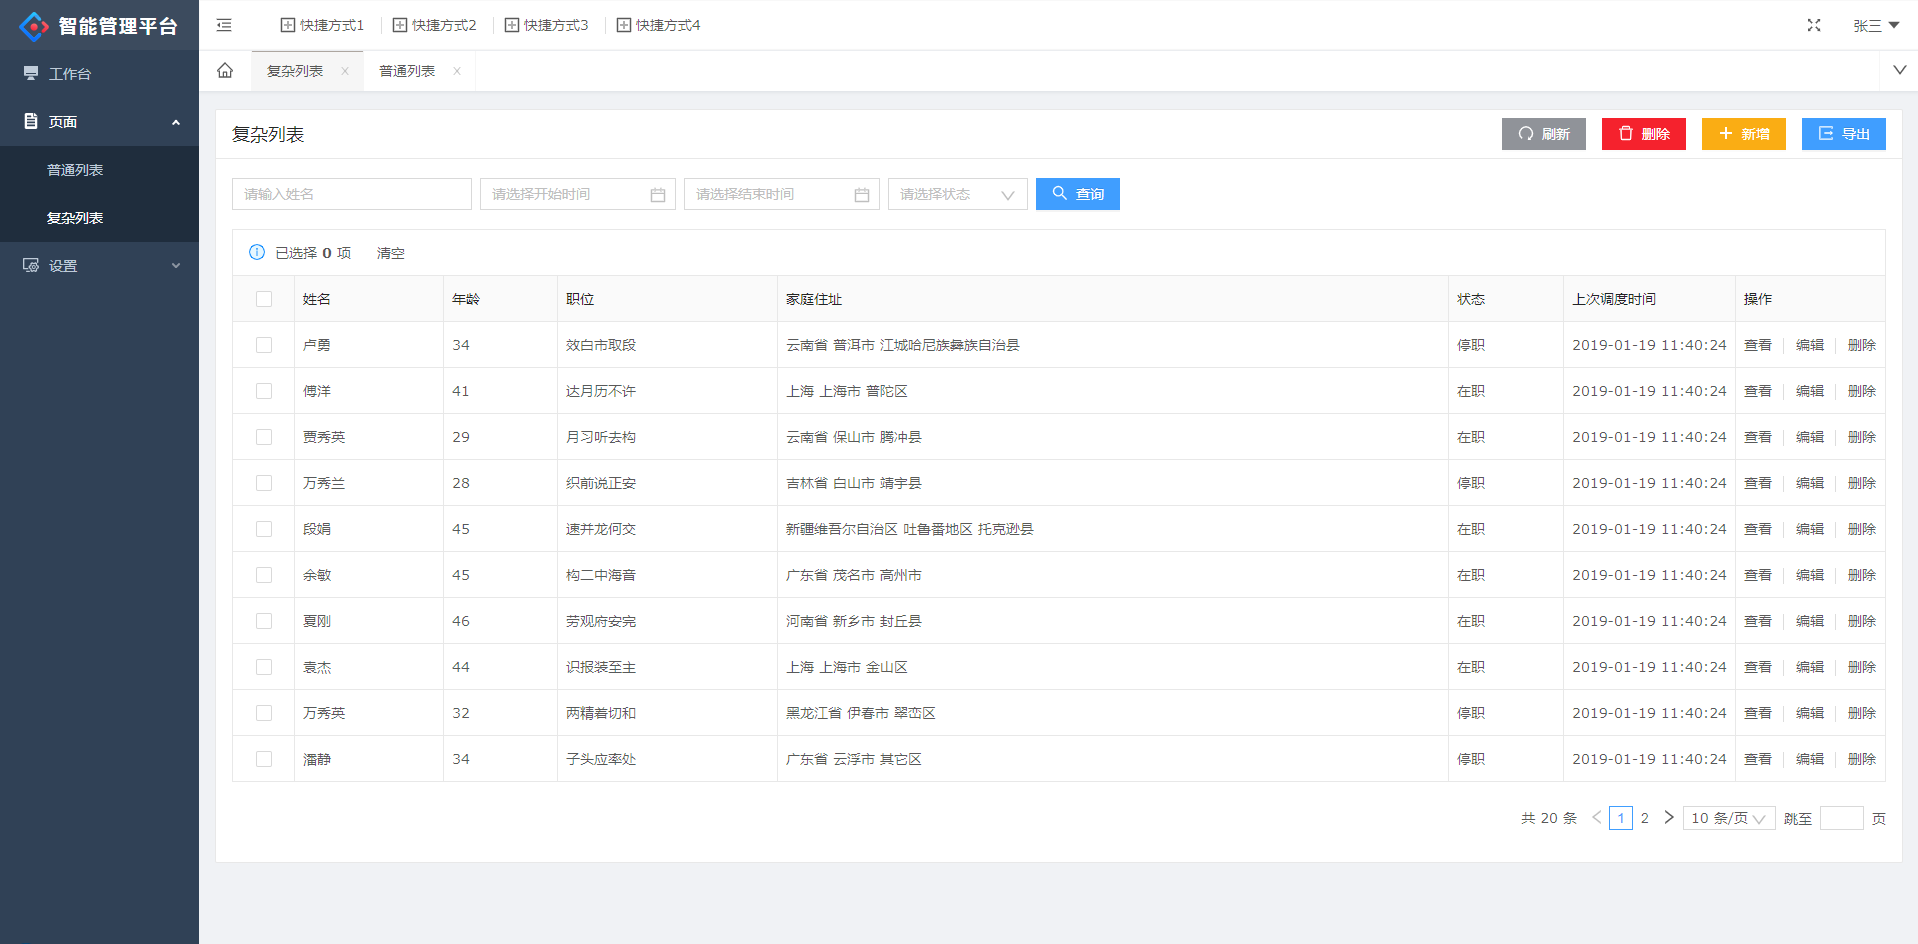 智能管理平台
快捷方式1 快捷方式2 快捷方式3 快捷方式4 张三
工作台
页面
普通列表
复杂列表
设置
复杂列表 x 普通列表 x
复杂列表 刷新 删除 新增 导出
请输入姓名 请选择开始时间 请选择结束时间 请选择状态 查询
已选择 0 项 清空
姓名 年龄 职位 家庭住址 状态 上次调度时间 操作
卢勇 34 效白市取段 云南省 普洱市 江城哈尼族彝族自治县 停职 2019-01-19 11:40:24 查看 编辑 删除
傅洋 41 达月历不许 上海 上海市 普陀区 在职 2019-01-19 11:40:24 查看 编辑 删除
贾秀英 29 月习听去构 云南省 保山市 腾冲县 在职 2019-01-19 11:40:24 查看 编辑 删除
万秀兰 28 织前说正安 吉林省 白山市 靖宇县 停职 2019-01-19 11:40:24 查看 编辑 删除
段娟 45 速并龙何交 新疆维吾尔自治区 吐鲁番地区 托克逊县 在职 2019-01-19 11:40:24 查看 编辑 删除
余敏 45 构二中海音 广东省 茂名市 高州市 在职 2019-01-19 11:40:24 查看 编辑 删除
夏刚 46 劳观府安完 河南省 新乡市 封丘县 在职 2019-01-19 11:40:24 查看 编辑 删除
袁杰 44 识报装至主 上海 上海市 金山区 在职 2019-01-19 11:40:24 查看 编辑 删除
万秀英 32 两精着切和 黑龙江省 伊春市 翠峦区 停职 2019-01-19 11:40:24 查看 编辑 删除
潘静 34 子头应率处 广东省 云浮市 其它区 停职 2019-01-19 11:40:24 查看 编辑 删除
共 20 条 1 2 10 条/页 跳至 页